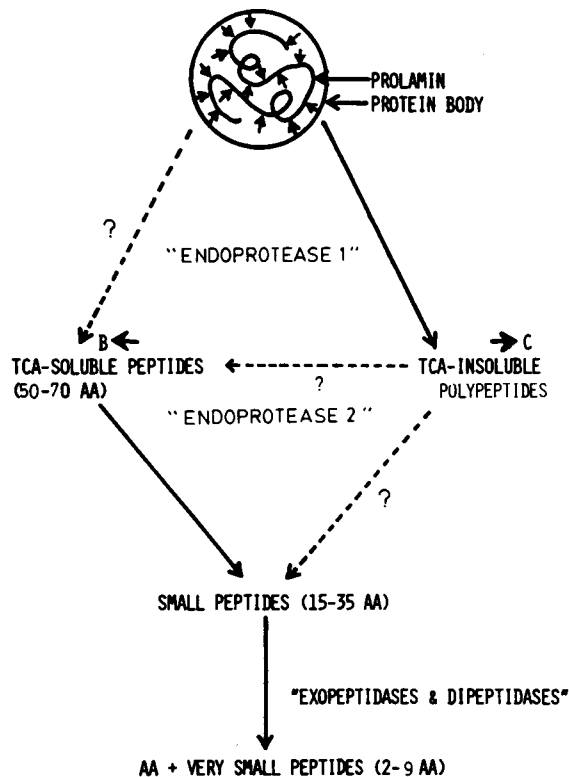 PROLAMIN
PROTEIN BODY
?
"ENDOPROTEASE 1"
B
C
TCA-SOLUBLE PEPTIDES
(50-70 AA)
TCA-INSOLUBLE
POLYPEPTIDES
?
"ENDOPROTEASE 2"
?
SMALL PEPTIDES (15-35 AA)
"EXOPEPTIDASES & DIPEPTIDASES"
AA + VERY SMALL PEPTIDES (2-9 AA)